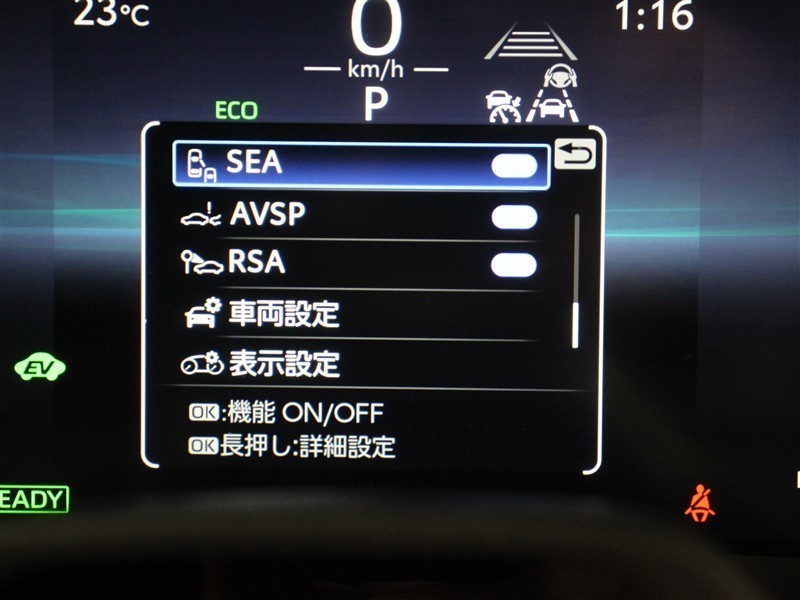 23℃
0
1:16
km/h
P
ECO
SEA
AVSP
RSA
車両設定
表示設定
EV
OK:機能 ON/OFF
OK長押し:詳細設定
EADY